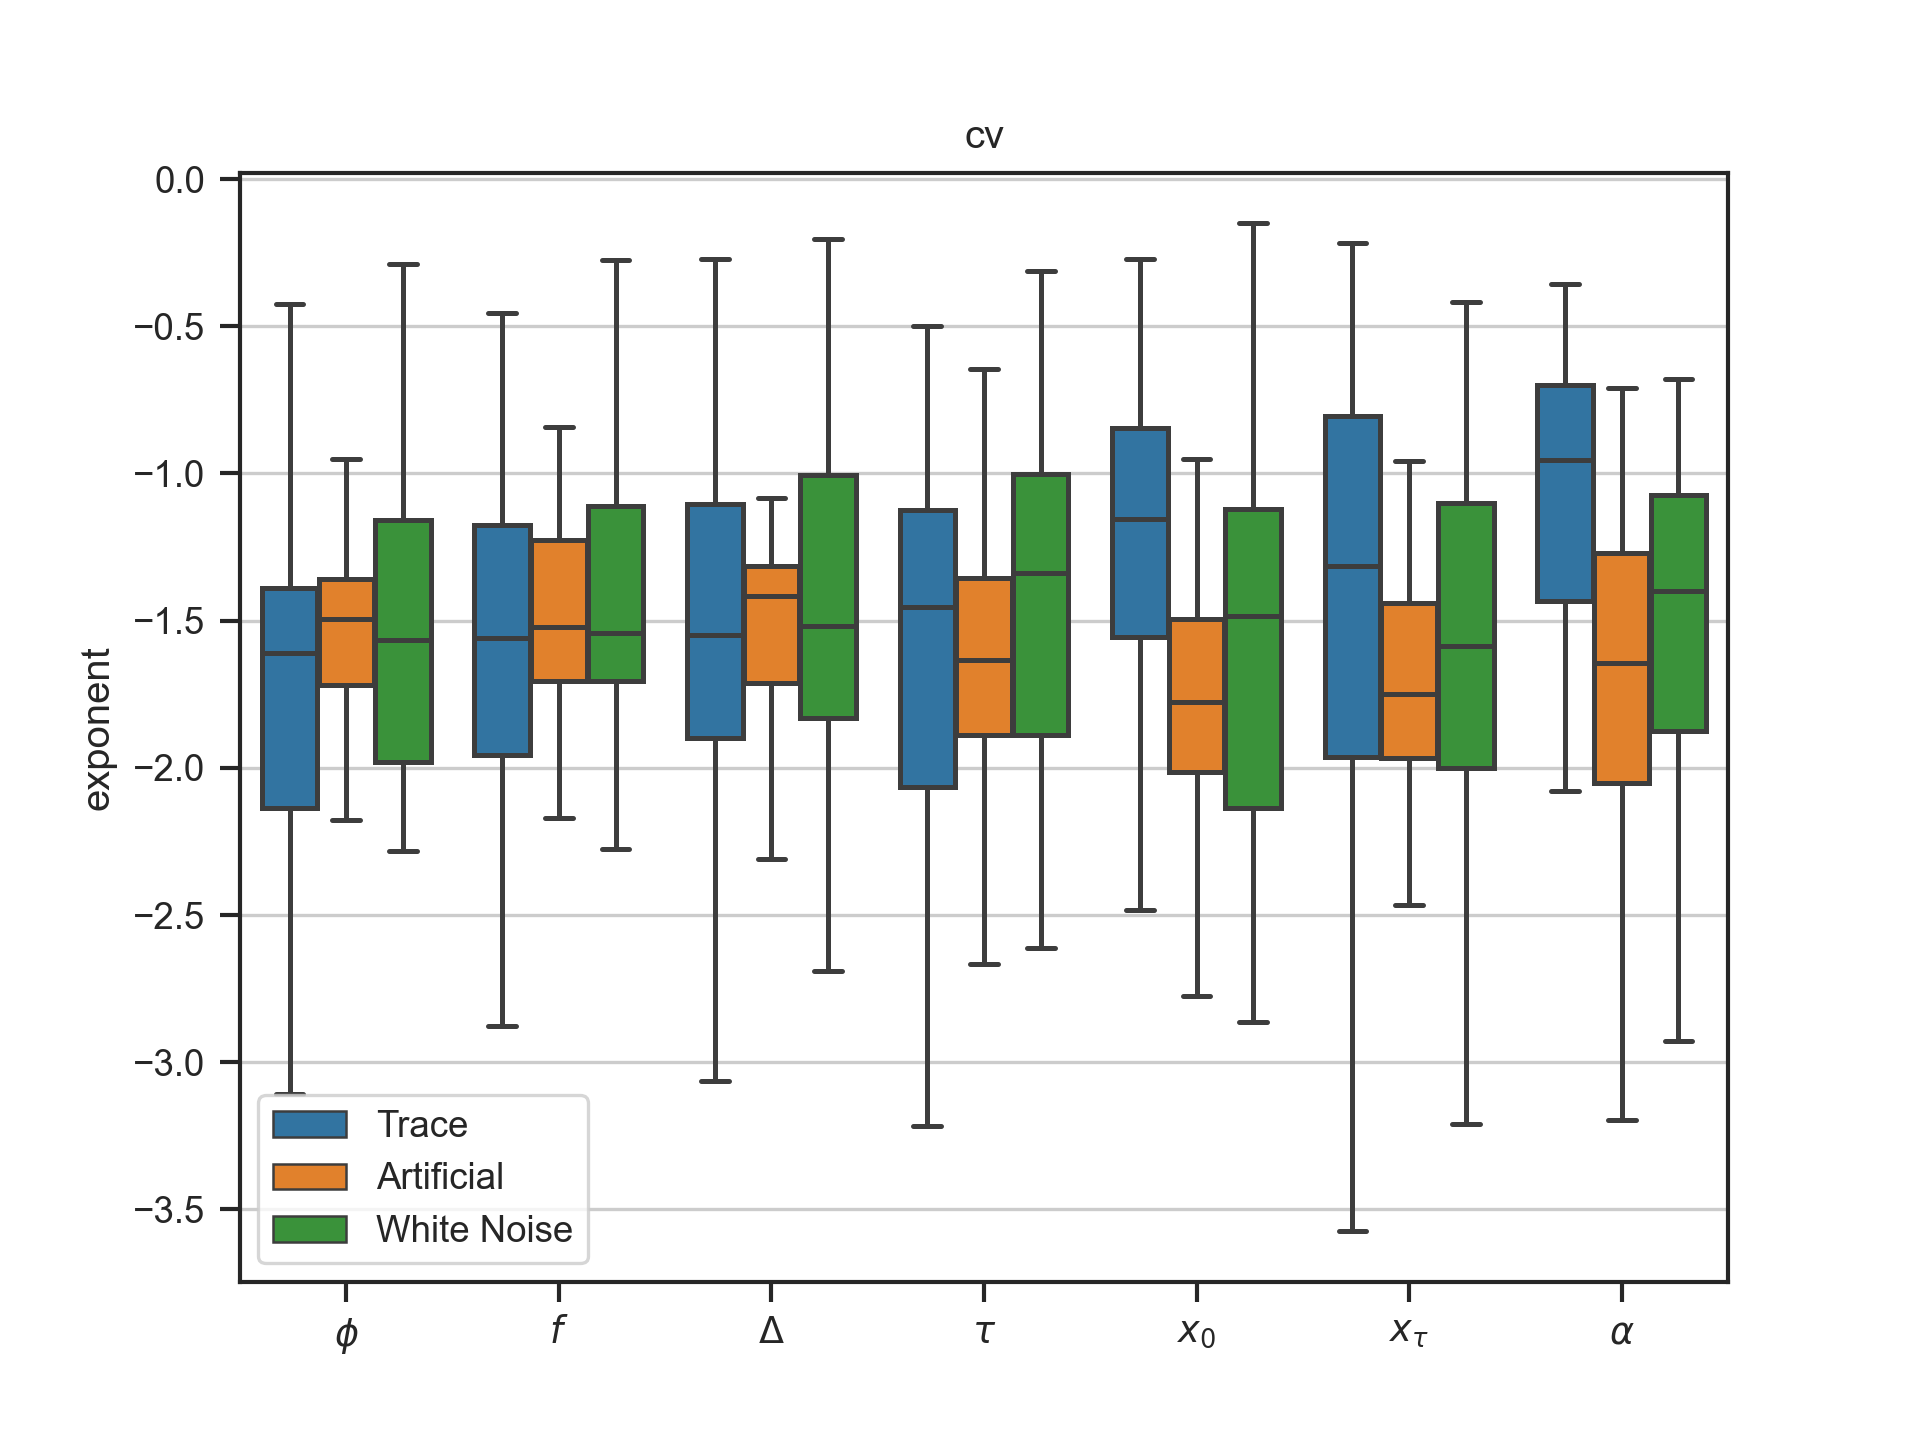 cv
exponent
0.0
−0.5
−1.0
−1.5
−2.0
−2.5
−3.0
−3.5
Trace
Artificial
White Noise
ϕ f Δ τ x₀ x_τ α